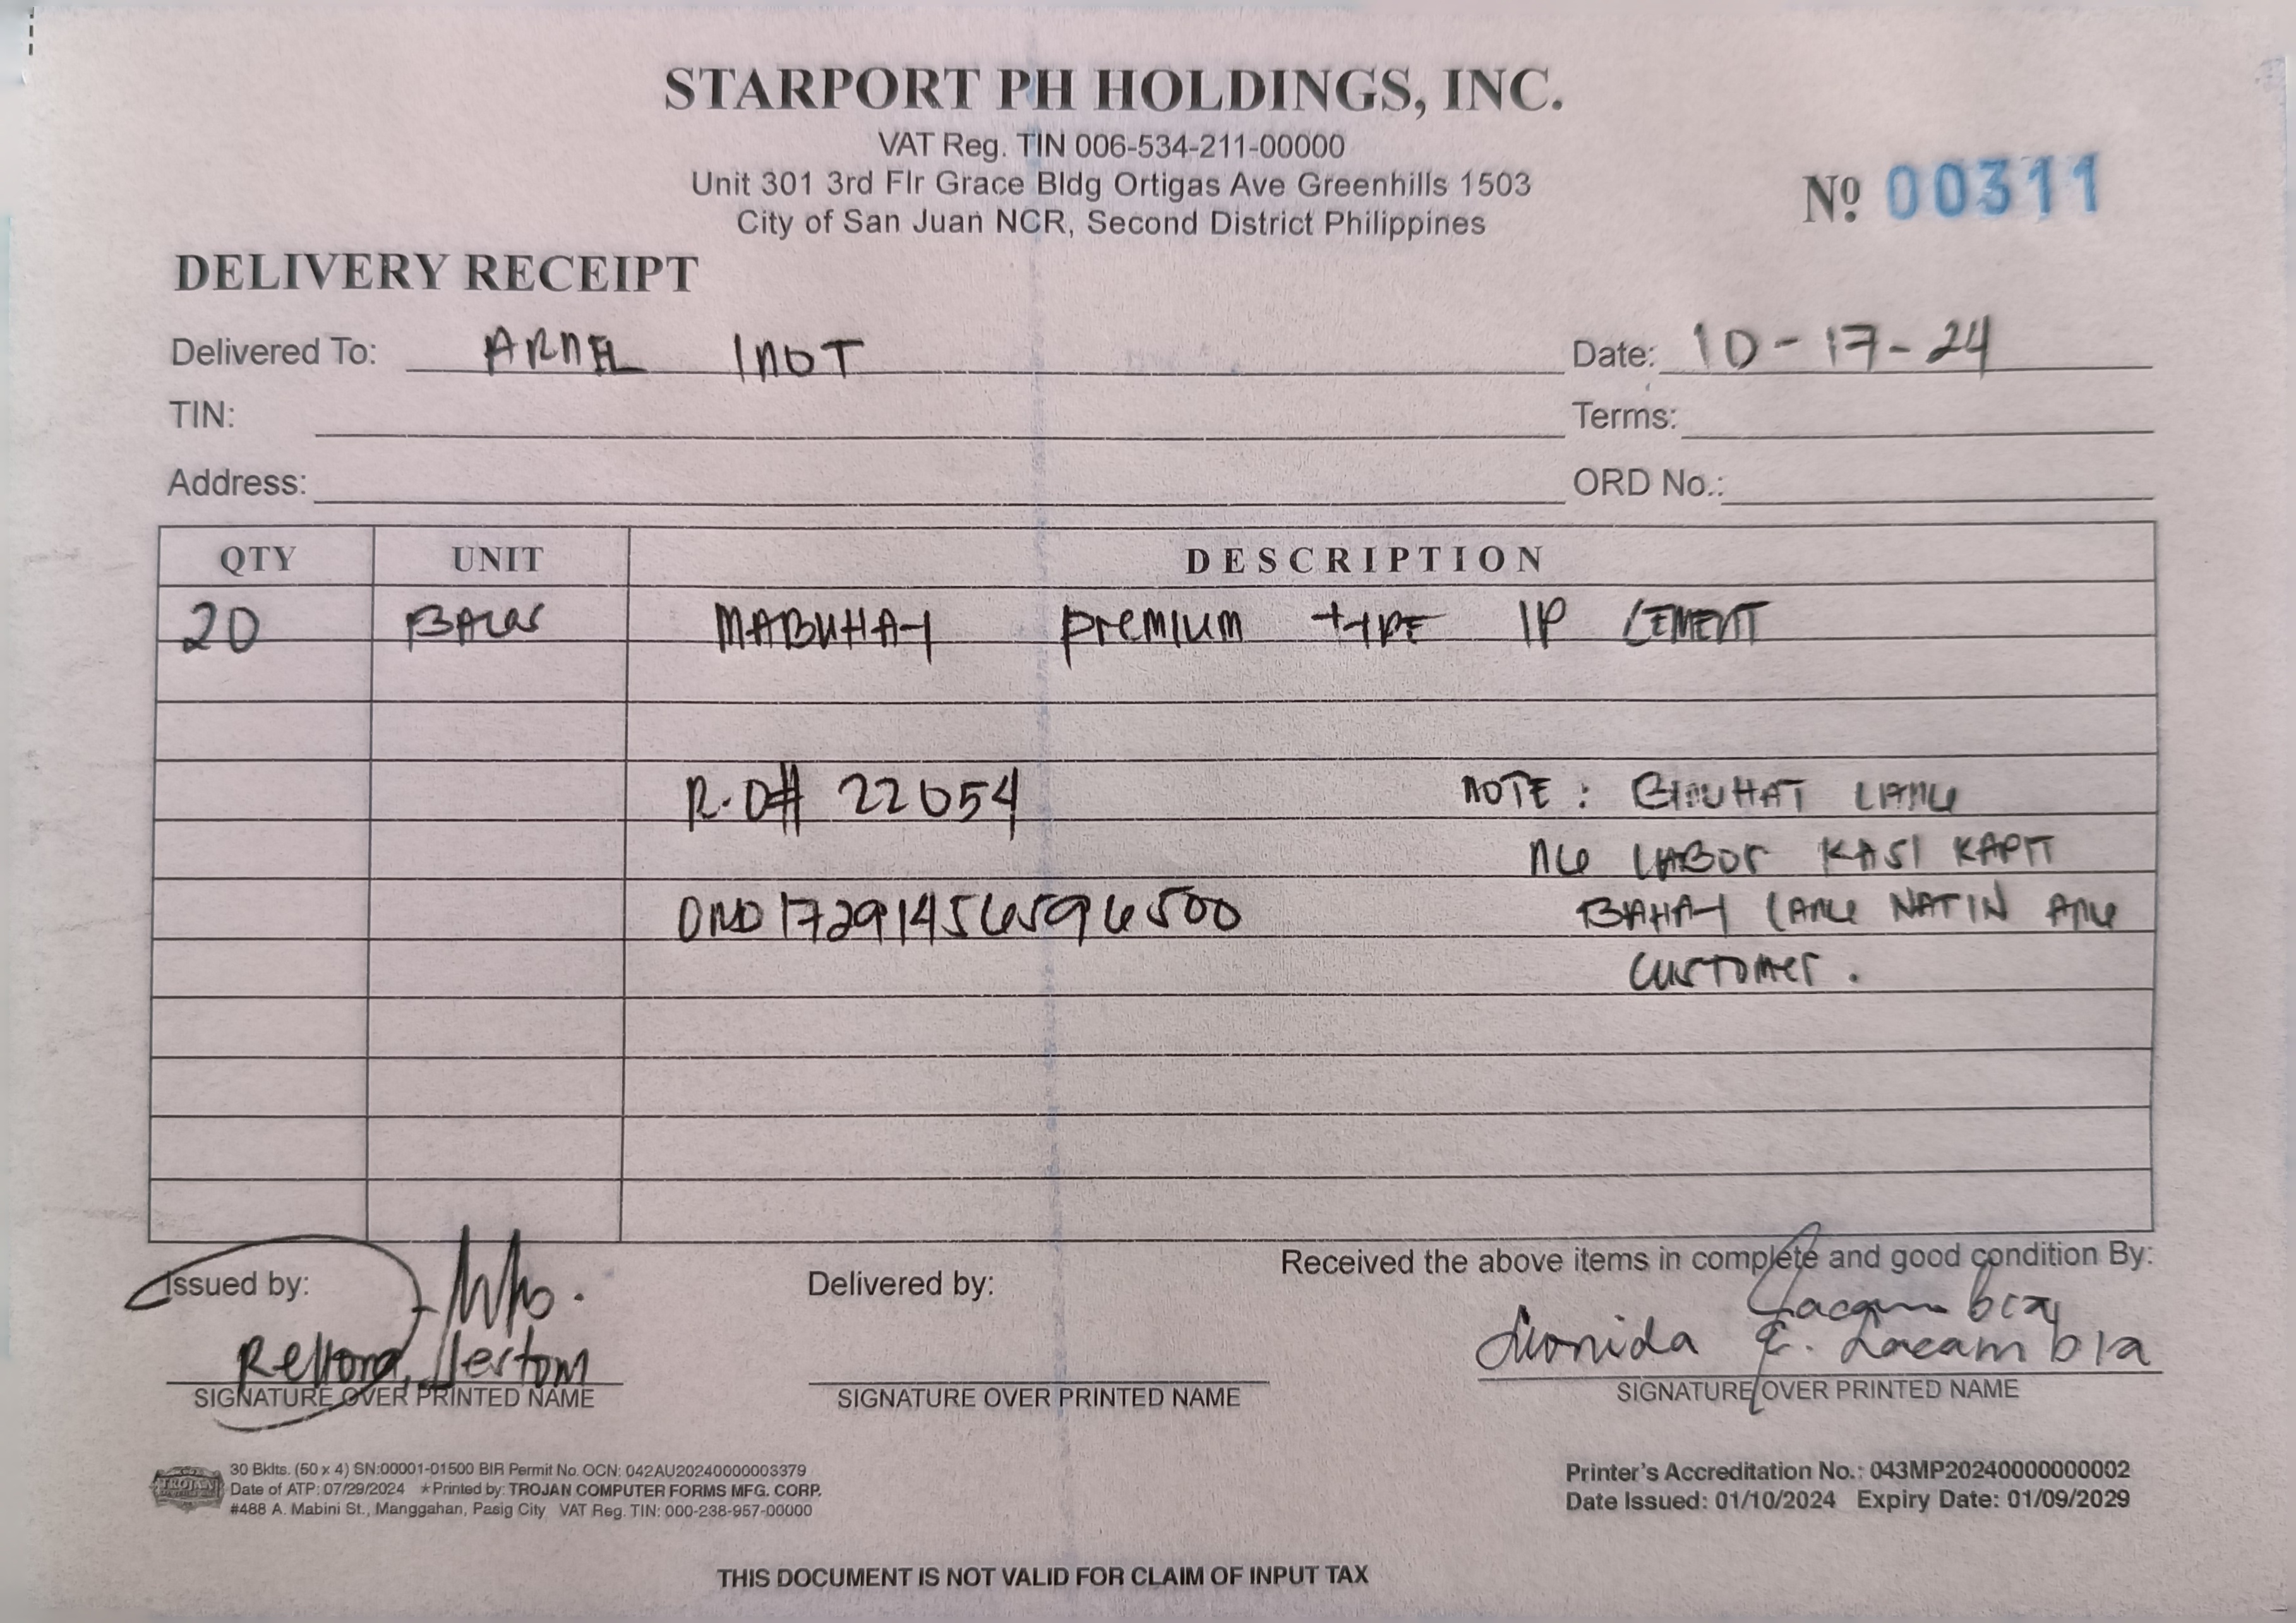 STARPORT PH HOLDINGS, INC.
VAT Reg. TIN 006-534-211-00000
Unit 301 3rd Flr Grace Bldg Ortigas Ave Greenhills 1503
City of San Juan NCR, Second District Philippines
Nº 00311
DELIVERY RECEIPT
Delivered To: ARNEL INOT Date: 10-17-24
TIN: Terms:
Address: ORD No.:
QTY UNIT DESCRIPTION
20 BAGS MABUHAY premium TYPE IP CEMENT
R.O# 22654 NOTE: BINUHAT LANG
NG LABOR KASI KAPIT
ORD17291456596500 BAHAY LANG NATIN ANG
CUSTOMER.
Received the above items in complete and good condition By:
Issued by: Delivered by:
Leonida E. Lacambra
SIGNATURE OVER PRINTED NAME SIGNATURE OVER PRINTED NAME SIGNATURE OVER PRINTED NAME
TROJAN
30 Bklts. (50 x 4) SN:00001-01500 BIR Permit No. OCN: 042AU20240000003379
Date of ATP: 07/29/2024 ★Printed by: TROJAN COMPUTER FORMS MFG. CORP.
#488 A. Mabini St., Manggahan, Pasig City VAT Reg. TIN: 000-238-957-00000
Printer's Accreditation No.: 043MP20240000000002
Date Issued: 01/10/2024 Expiry Date: 01/09/2029
THIS DOCUMENT IS NOT VALID FOR CLAIM OF INPUT TAX